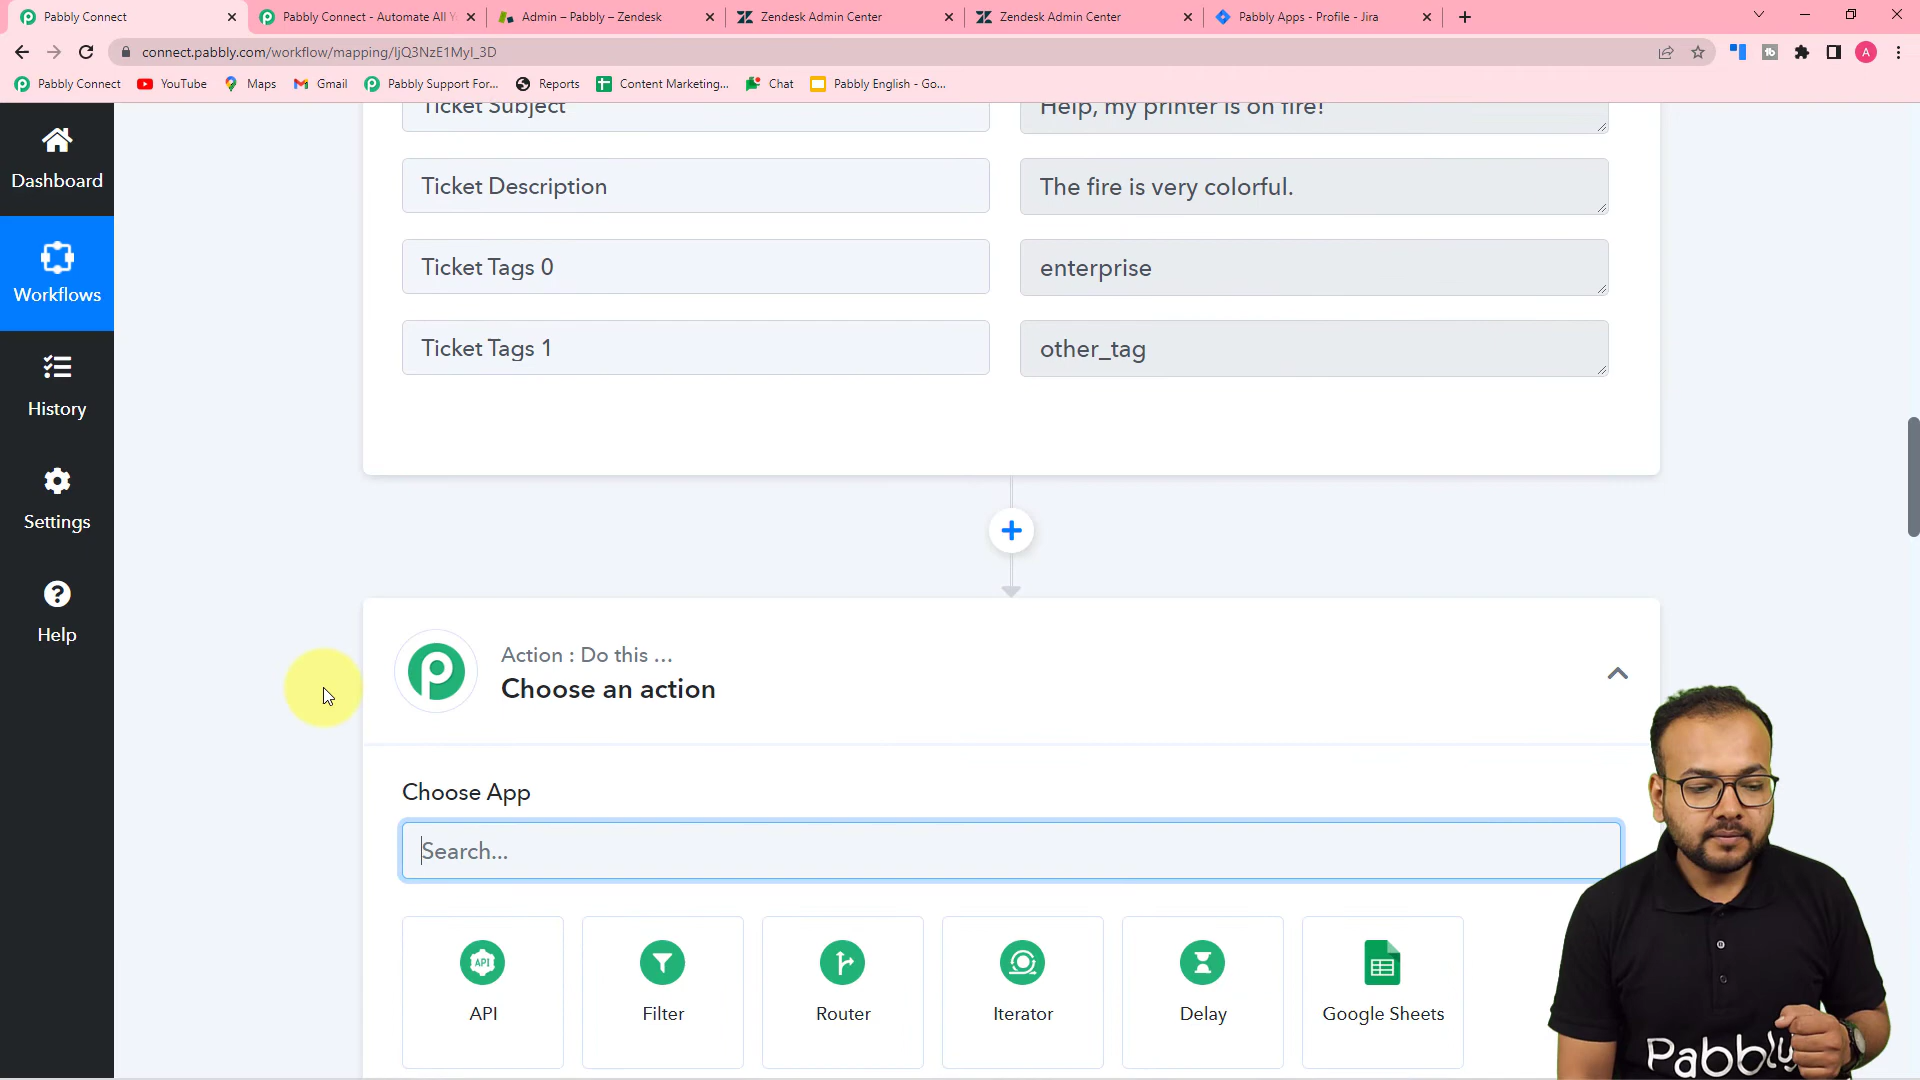 Pabbly Connect
Pabbly Connect - Automate All Y
Admin – Pabbly – Zendesk
Zendesk Admin Center
Zendesk Admin Center
Pabbly Apps - Profile - Jira
connect.pabbly.com/workflow/mapping/IjQ3NzE1MyI_3D
A
Pabbly Connect
YouTube
Maps
Gmail
Pabbly Support For...
Reports
Content Marketing...
Chat
Pabbly English - Go...
Dashboard
Workflows
History
Settings
Help
Ticket Subject
Help, my printer is on fire!
Ticket Description
The fire is very colorful.
Ticket Tags 0
enterprise
Ticket Tags 1
other_tag
Action : Do this ...
Choose an action
Choose App
Search...
API
API
Filter
Router
Iterator
Delay
Google Sheets
Pabbly